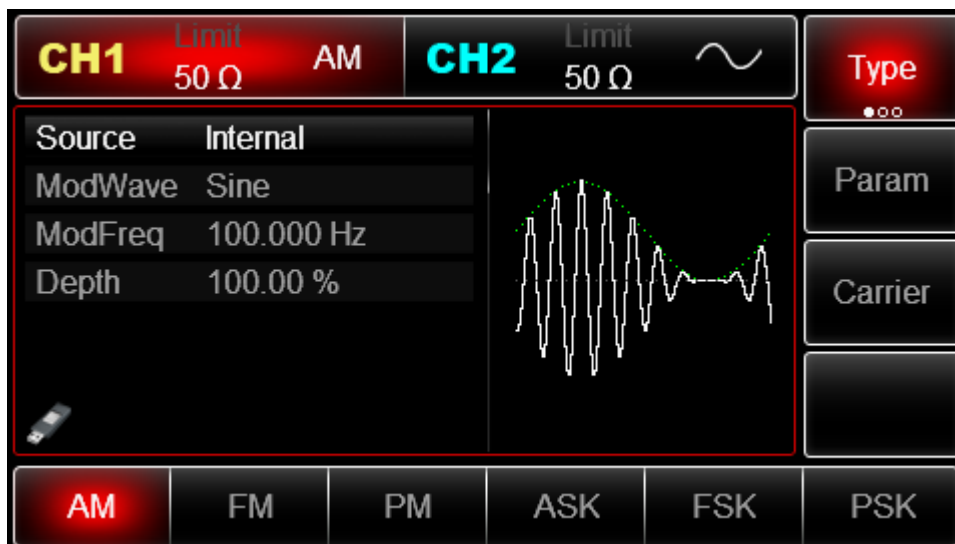 CH1 Limit 50 Ω AM CH2 Limit 50 Ω Type
Source Internal
ModWave Sine
Param
ModFreq 100.000 Hz
Depth 100.00 %
Carrier
AM FM PM ASK FSK PSK